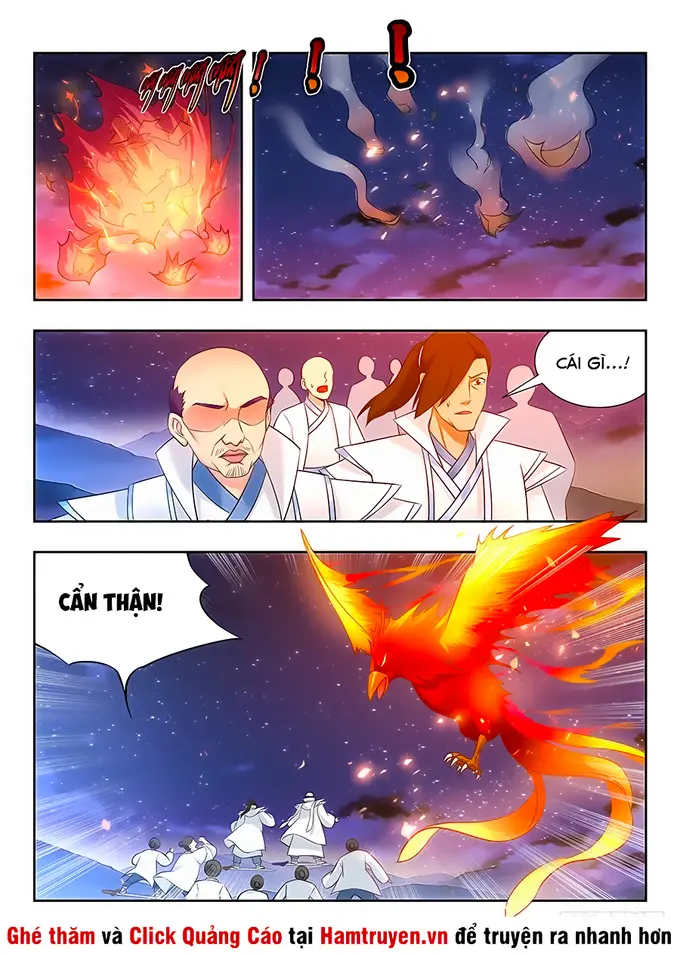 CÁI GÌ...!
CẨN THẬN!
Ghé thăm và Click Quảng Cáo tại Hamtruyen.vn để truyện ra nhanh hơn